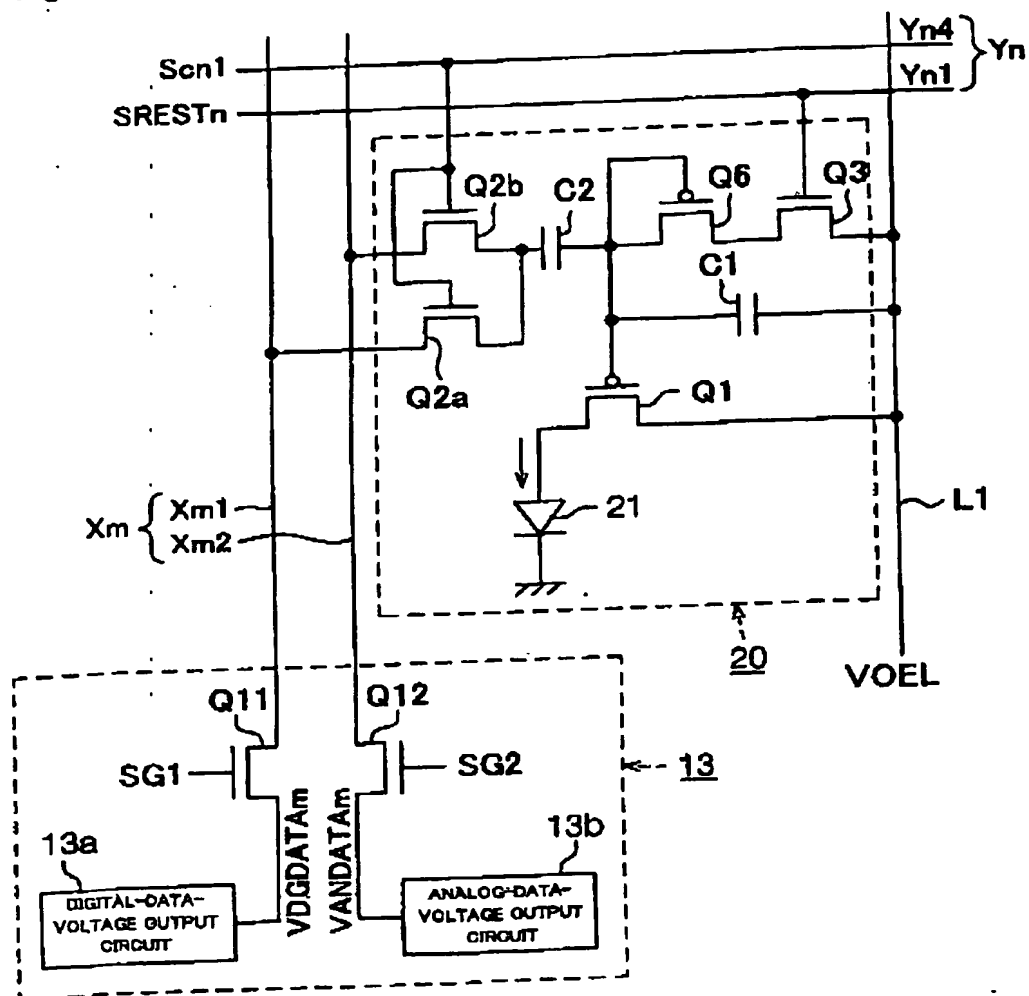 Yn4
Scn1
Yn
Yn1
SRESTn
Q2b
C2
Q6
Q3
C1
Q2a
Q1
Xm
Xm1
Xm2
21
L1
20
VOEL
Q11
Q12
SG1
SG2
13
VDGDATAm
VANDATAm
13a
13b
DIGITAL-DATA-
VOLTAGE OUTPUT
CIRCUIT
ANALOG-DATA-
VOLTAGE OUTPUT
CIRCUIT